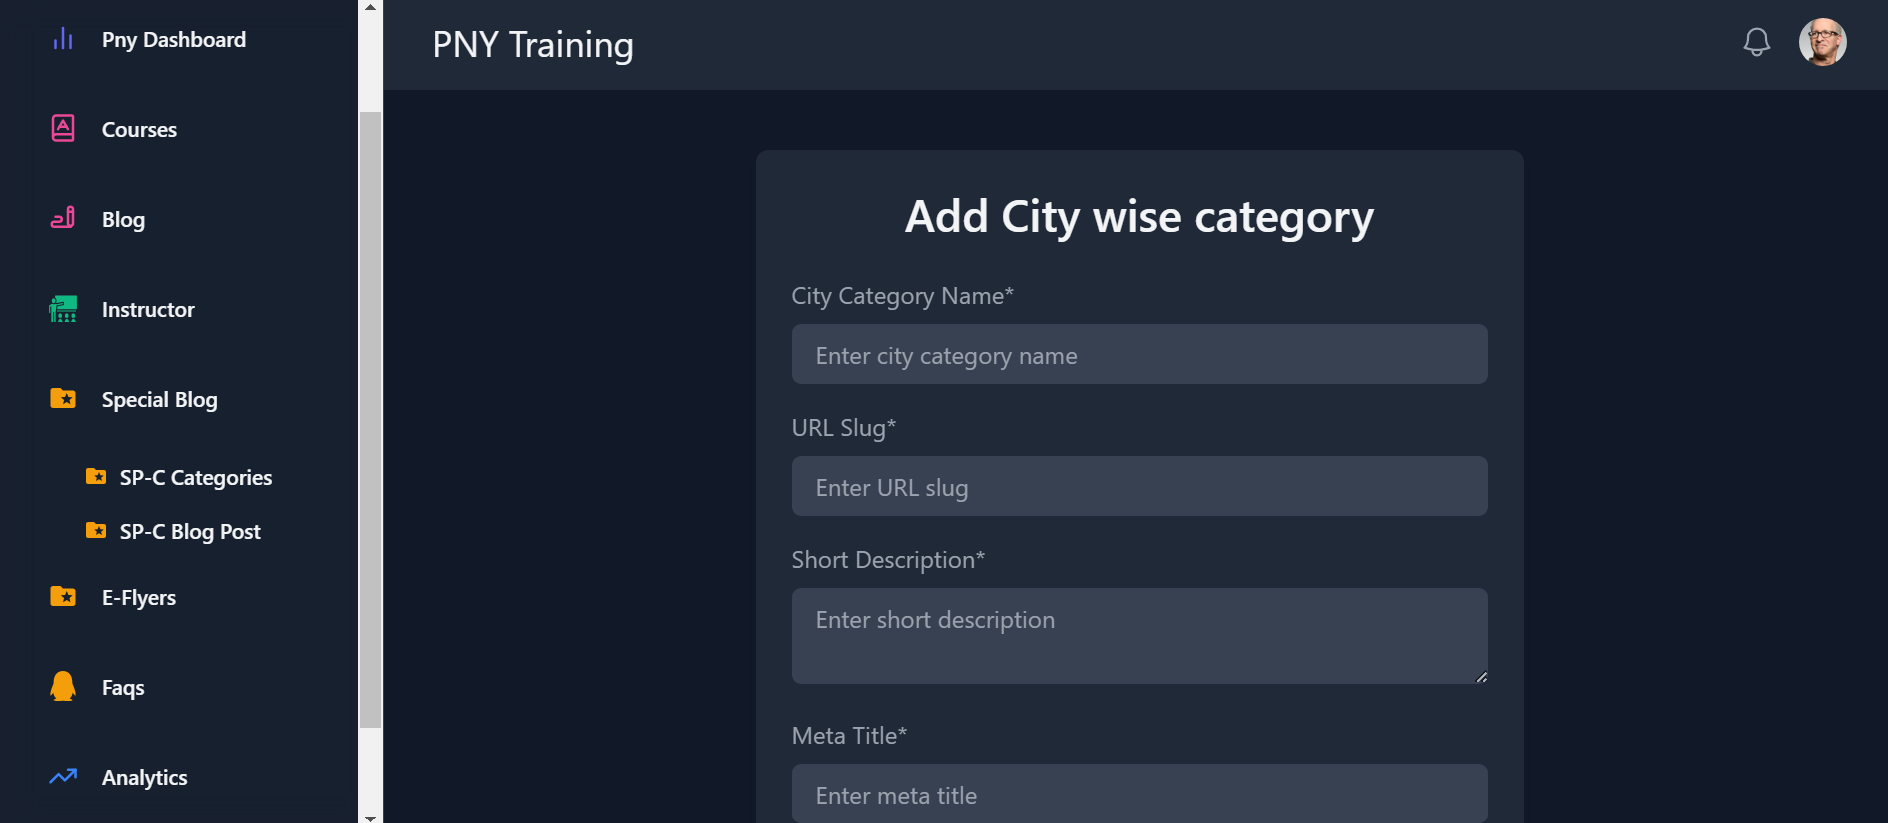 Pny Dashboard
Courses
Blog
Instructor
Special Blog
SP-C Categories
SP-C Blog Post
E-Flyers
Faqs
Analytics
PNY Training
Add City wise category
City Category Name*
Enter city category name
URL Slug*
Enter URL slug
Short Description*
Enter short description
Meta Title*
Enter meta title